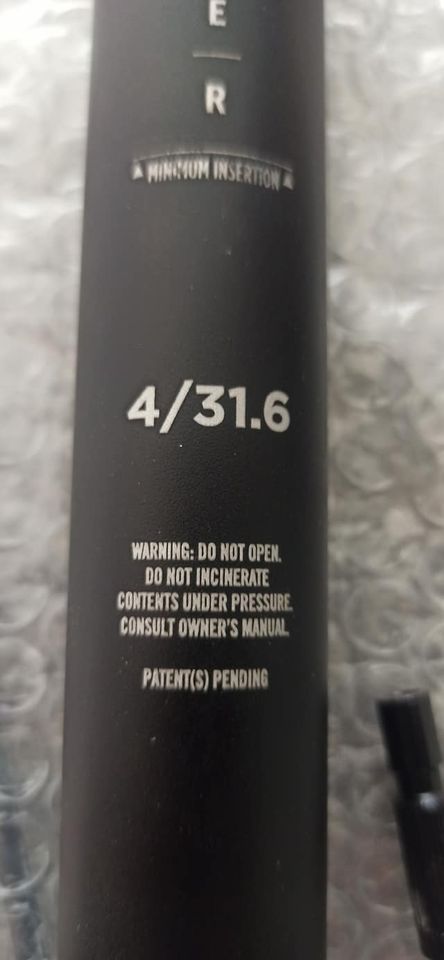 E
R
MINIMUM INSERTION
4/31.6
WARNING: DO NOT OPEN.
DO NOT INCINERATE
CONTENTS UNDER PRESSURE.
CONSULT OWNER'S MANUAL.
PATENT(S) PENDING